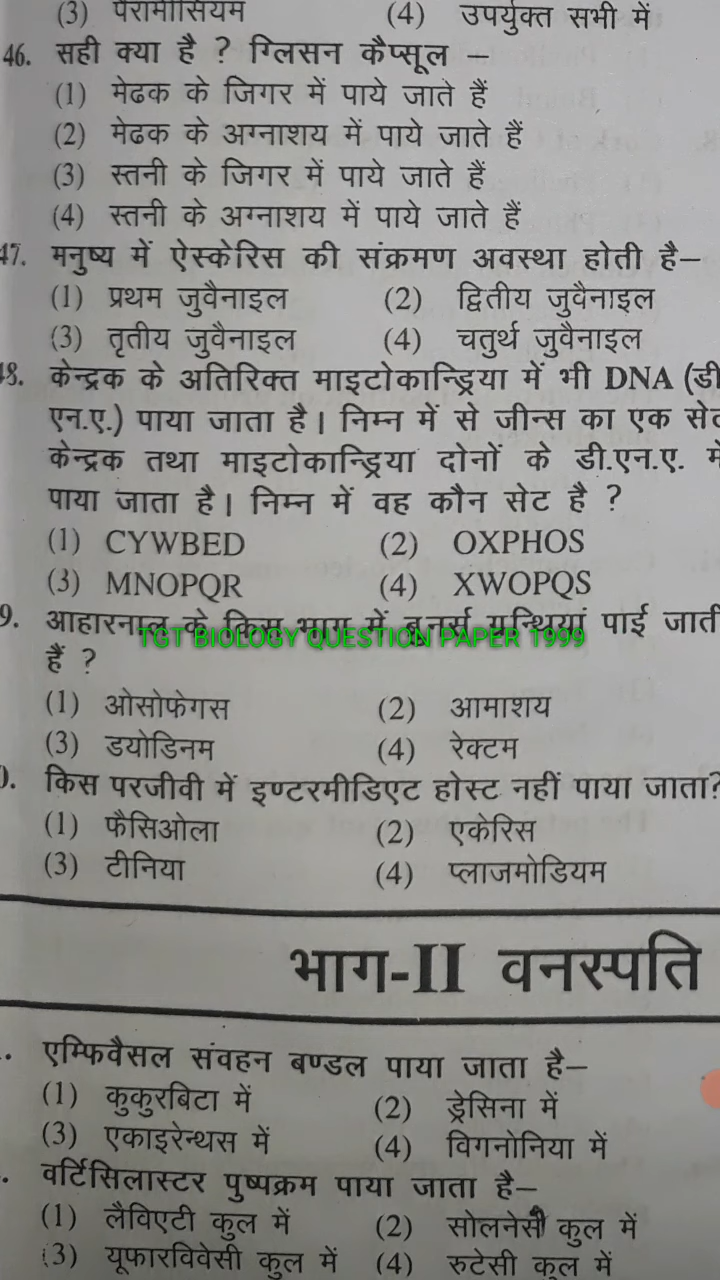 (3) पैरामीसियम (4) उपर्युक्त सभी में
46. सही क्या है ? ग्लिसन कैप्सूल –
(1) मेढक के जिगर में पाये जाते हैं
(2) मेढक के अग्नाशय में पाये जाते हैं
(3) स्तनी के जिगर में पाये जाते हैं
(4) स्तनी के अग्नाशय में पाये जाते हैं
47. मनुष्य में ऐस्केरिस की संक्रमण अवस्था होती है–
(1) प्रथम जुवैनाइल (2) द्वितीय जुवैनाइल
(3) तृतीय जुवैनाइल (4) चतुर्थ जुवैनाइल
48. केन्द्रक के अतिरिक्त माइटोकान्ड्रिया में भी DNA (डी
एन.ए.) पाया जाता है। निम्न में से जीन्स का एक सेट
केन्द्रक तथा माइटोकान्ड्रिया दोनों के डी.एन.ए. में
पाया जाता है। निम्न में वह कौन सेट है ?
(1) CYWBED (2) OXPHOS
(3) MNOPQR (4) XWOPQS
9. आहारनाल के किस भाग में ब्रुनर्स ग्रन्थियां पाई जाती
TGT BIOLOGY QUESTION PAPER 1999
हैं ?
(1) ओसोफेगस (2) आमाशय
(3) डयोडिनम (4) रेक्टम
0. किस परजीवी में इण्टरमीडिएट होस्ट नहीं पाया जाता?
(1) फैसिओला (2) एकेरिस
(3) टीनिया (4) प्लाजमोडियम
भाग-II वनस्पति
. एम्फिवैसल संवहन बण्डल पाया जाता है–
(1) कुकुरबिटा में (2) ड्रेसिना में
(3) एकाइरेन्थस में (4) विगनोनिया में
. वर्टिसिलास्टर पुष्पक्रम पाया जाता है–
(1) लैविएटी कुल में (2) सोलनेसी कुल में
(3) यूफारविवेसी कुल में (4) रुटेसी कुल में